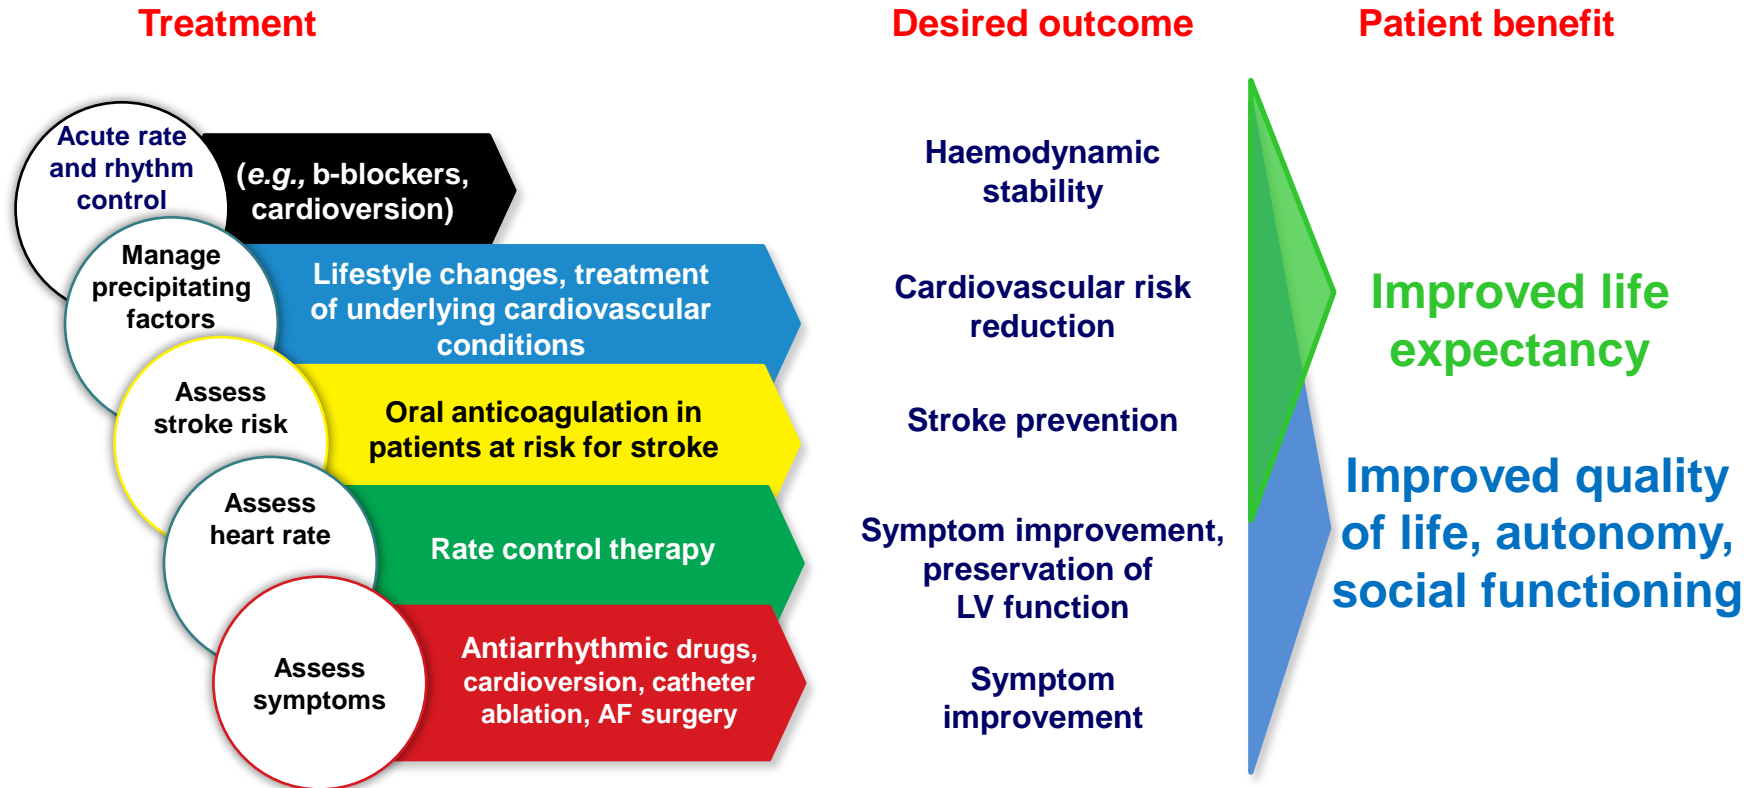 Treatment
Desired outcome
Patient benefit
Acute rate
and rhythm
control
(e.g., b-blockers,
cardioversion)
Haemodynamic
stability
Manage
precipitating
factors
Lifestyle changes, treatment
of underlying cardiovascular
conditions
Cardiovascular risk
reduction
Improved life
expectancy
Assess
stroke risk
Oral anticoagulation in
patients at risk for stroke
Stroke prevention
Assess
heart rate
Rate control therapy
Symptom improvement,
preservation of
LV function
Improved quality
of life, autonomy,
social functioning
Assess
symptoms
Antiarrhythmic drugs,
cardioversion, catheter
ablation, AF surgery
Symptom
improvement